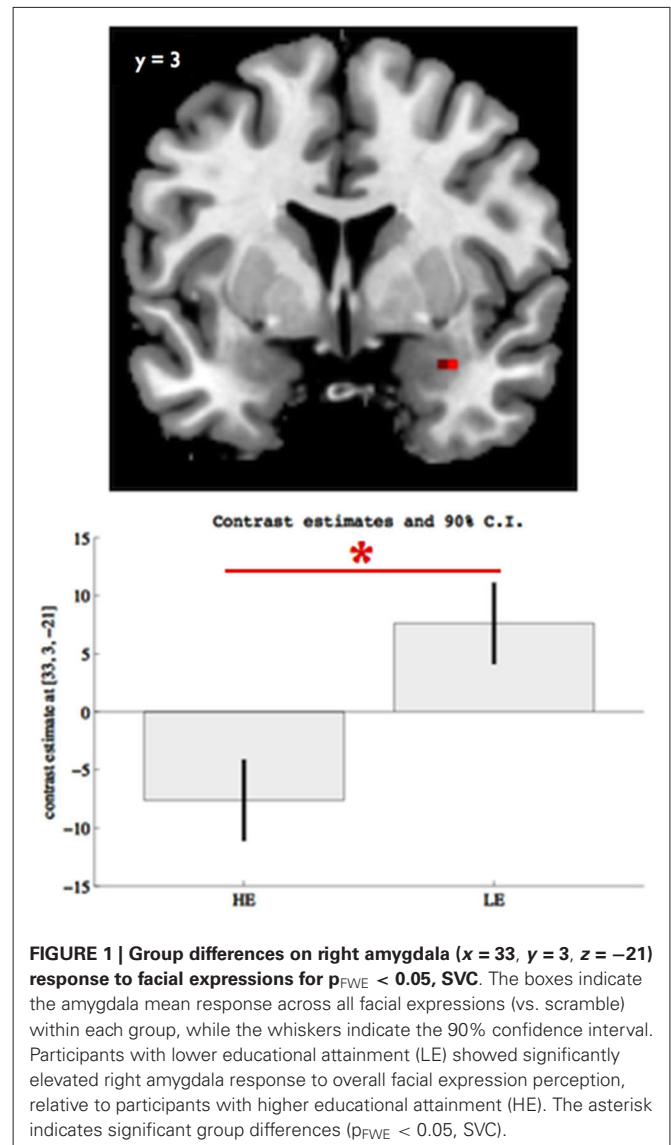 y = 3
Contrast estimates and 90% C.I.
*
contrast estimate at [33, 3, -21]
15
10
5
0
-5
-10
-15
HE
LE
FIGURE 1 | Group differences on right amygdala (x = 33, y = 3, z = −21)
response to facial expressions for pFWE < 0.05, SVC. The boxes indicate
the amygdala mean response across all facial expressions (vs. scramble)
within each group, while the whiskers indicate the 90% confidence interval.
Participants with lower educational attainment (LE) showed significantly
elevated right amygdala response to overall facial expression perception,
relative to participants with higher educational attainment (HE). The asterisk
indicates significant group differences (pFWE < 0.05, SVC).